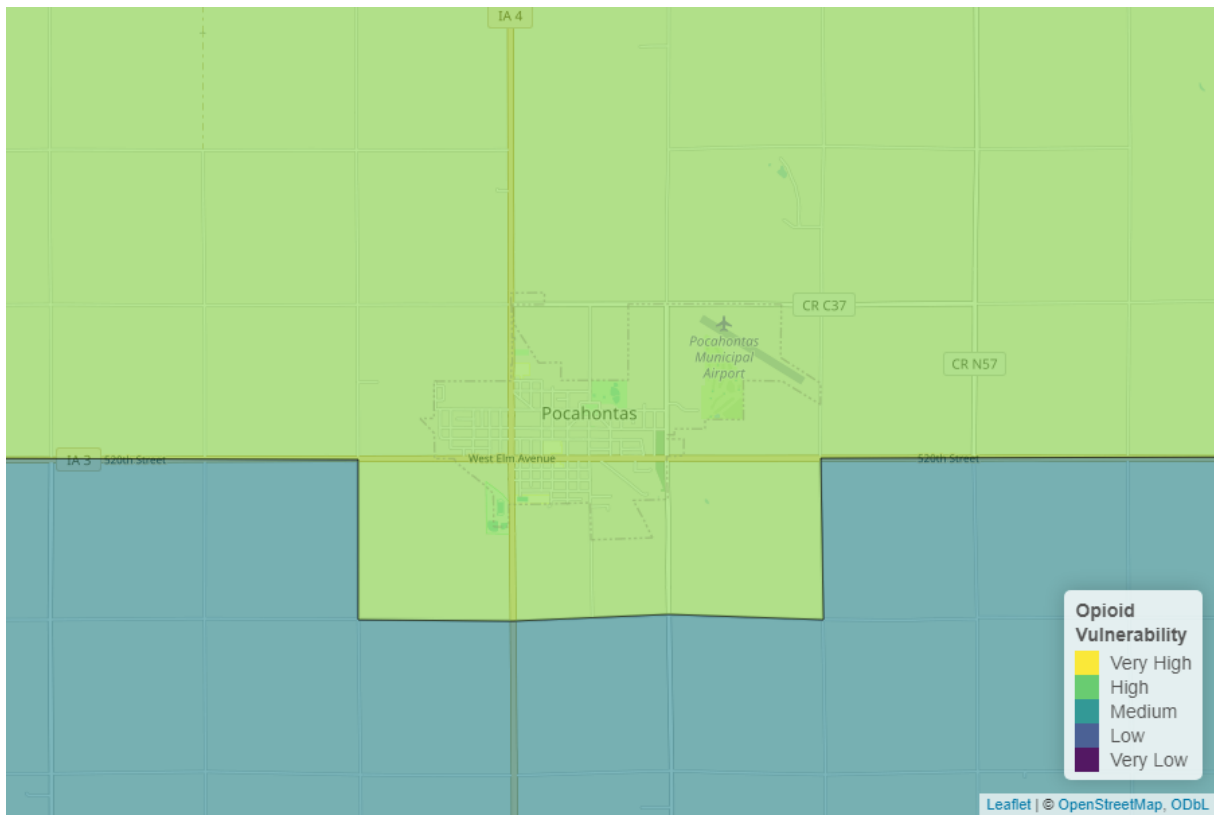 IA 4
CR C37
Pocahontas
Municipal
Airport
CR N57
Pocahontas
IA 3
520th Street
West Elm Avenue
520th Street
Opioid
Vulnerability
Very High
High
Medium
Low
Very Low
Leaflet | © OpenStreetMap, ODbL